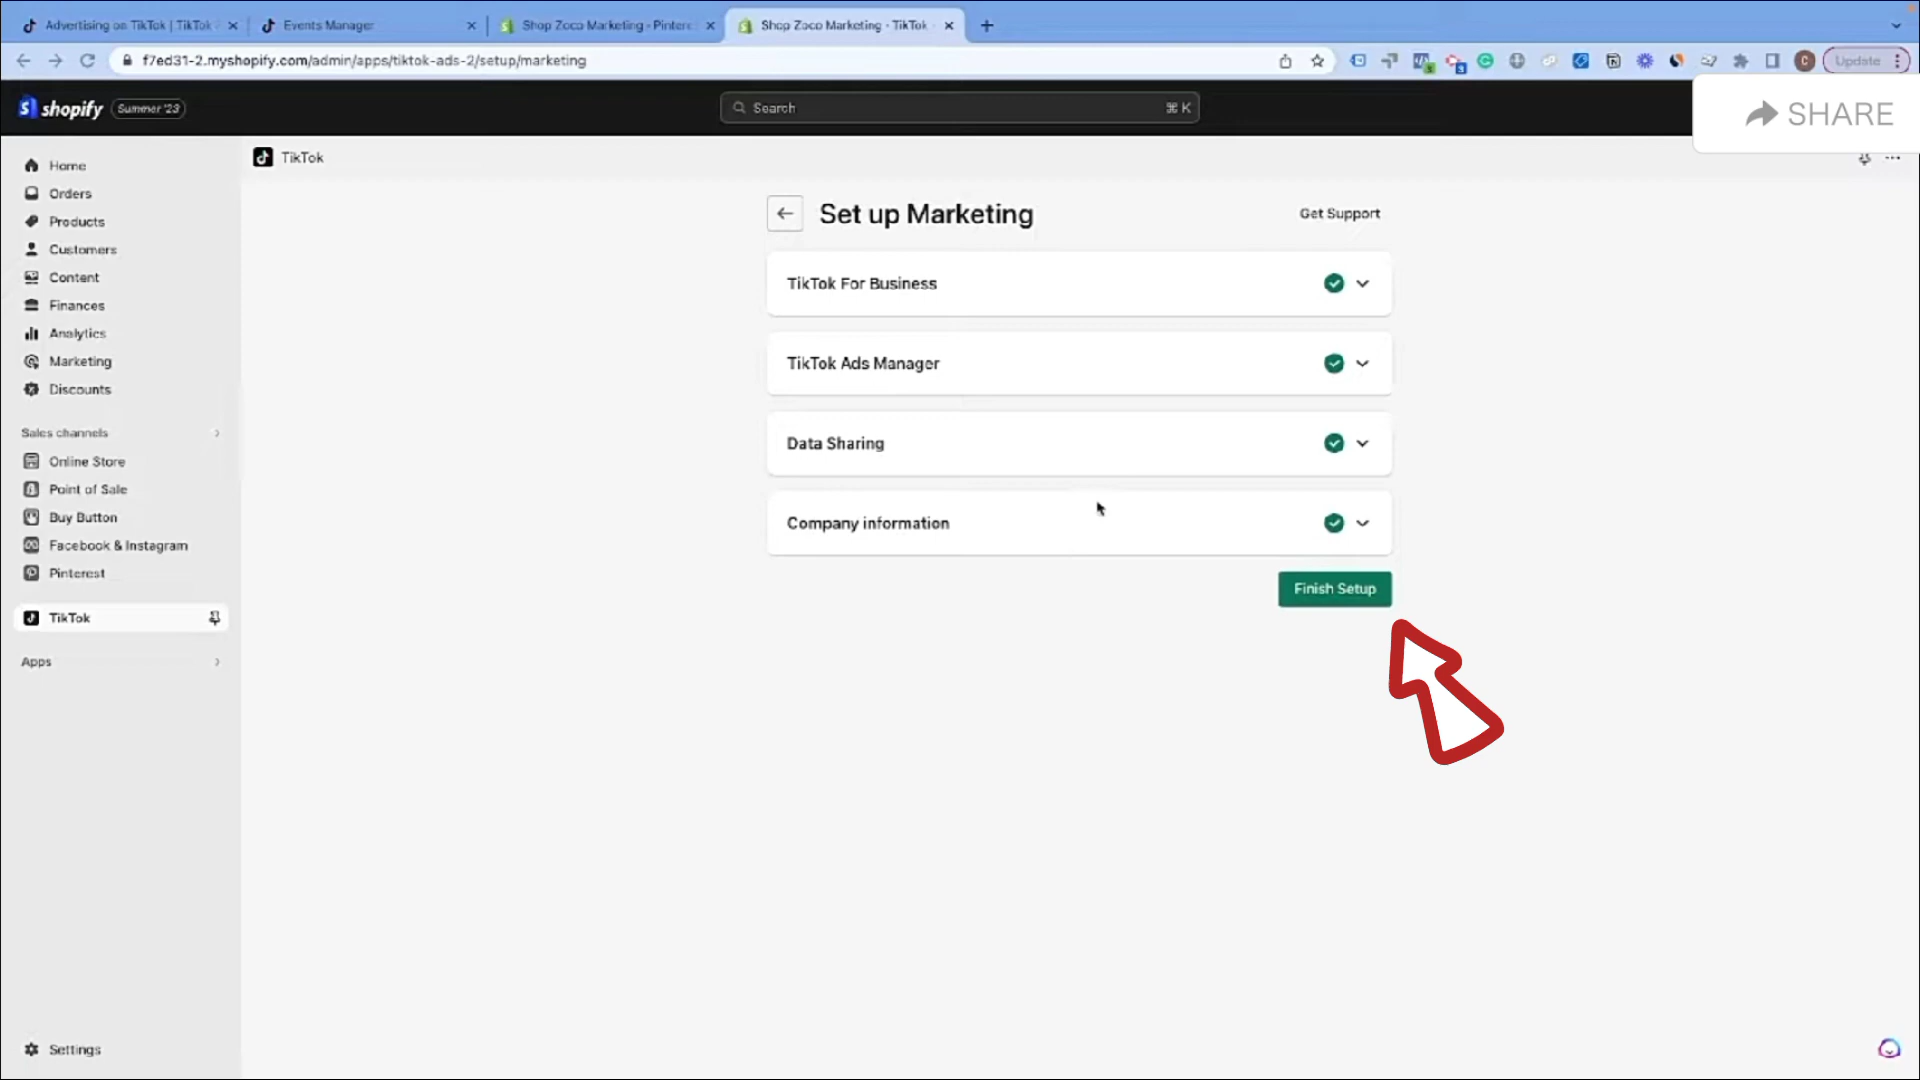 Advertising on TikTok | TikTok
Events Manager
Shop Zoco Marketing - Pinter
Shop Zoco Marketing - TikTok
f7ed31-2.myshopify.com/admin/apps/tiktok-ads-2/setup/marketing
Update
shopify
Summer '23
Search
⌘ K
SHARE
Home
Orders
Products
Customers
Content
Finances
Analytics
Marketing
Discounts
Sales channels
Online Store
Point of Sale
Buy Button
Facebook & Instagram
Pinterest
TikTok
Apps
Settings
TikTok
Set up Marketing
Get Support
TikTok For Business
TikTok Ads Manager
Data Sharing
Company information
Finish Setup